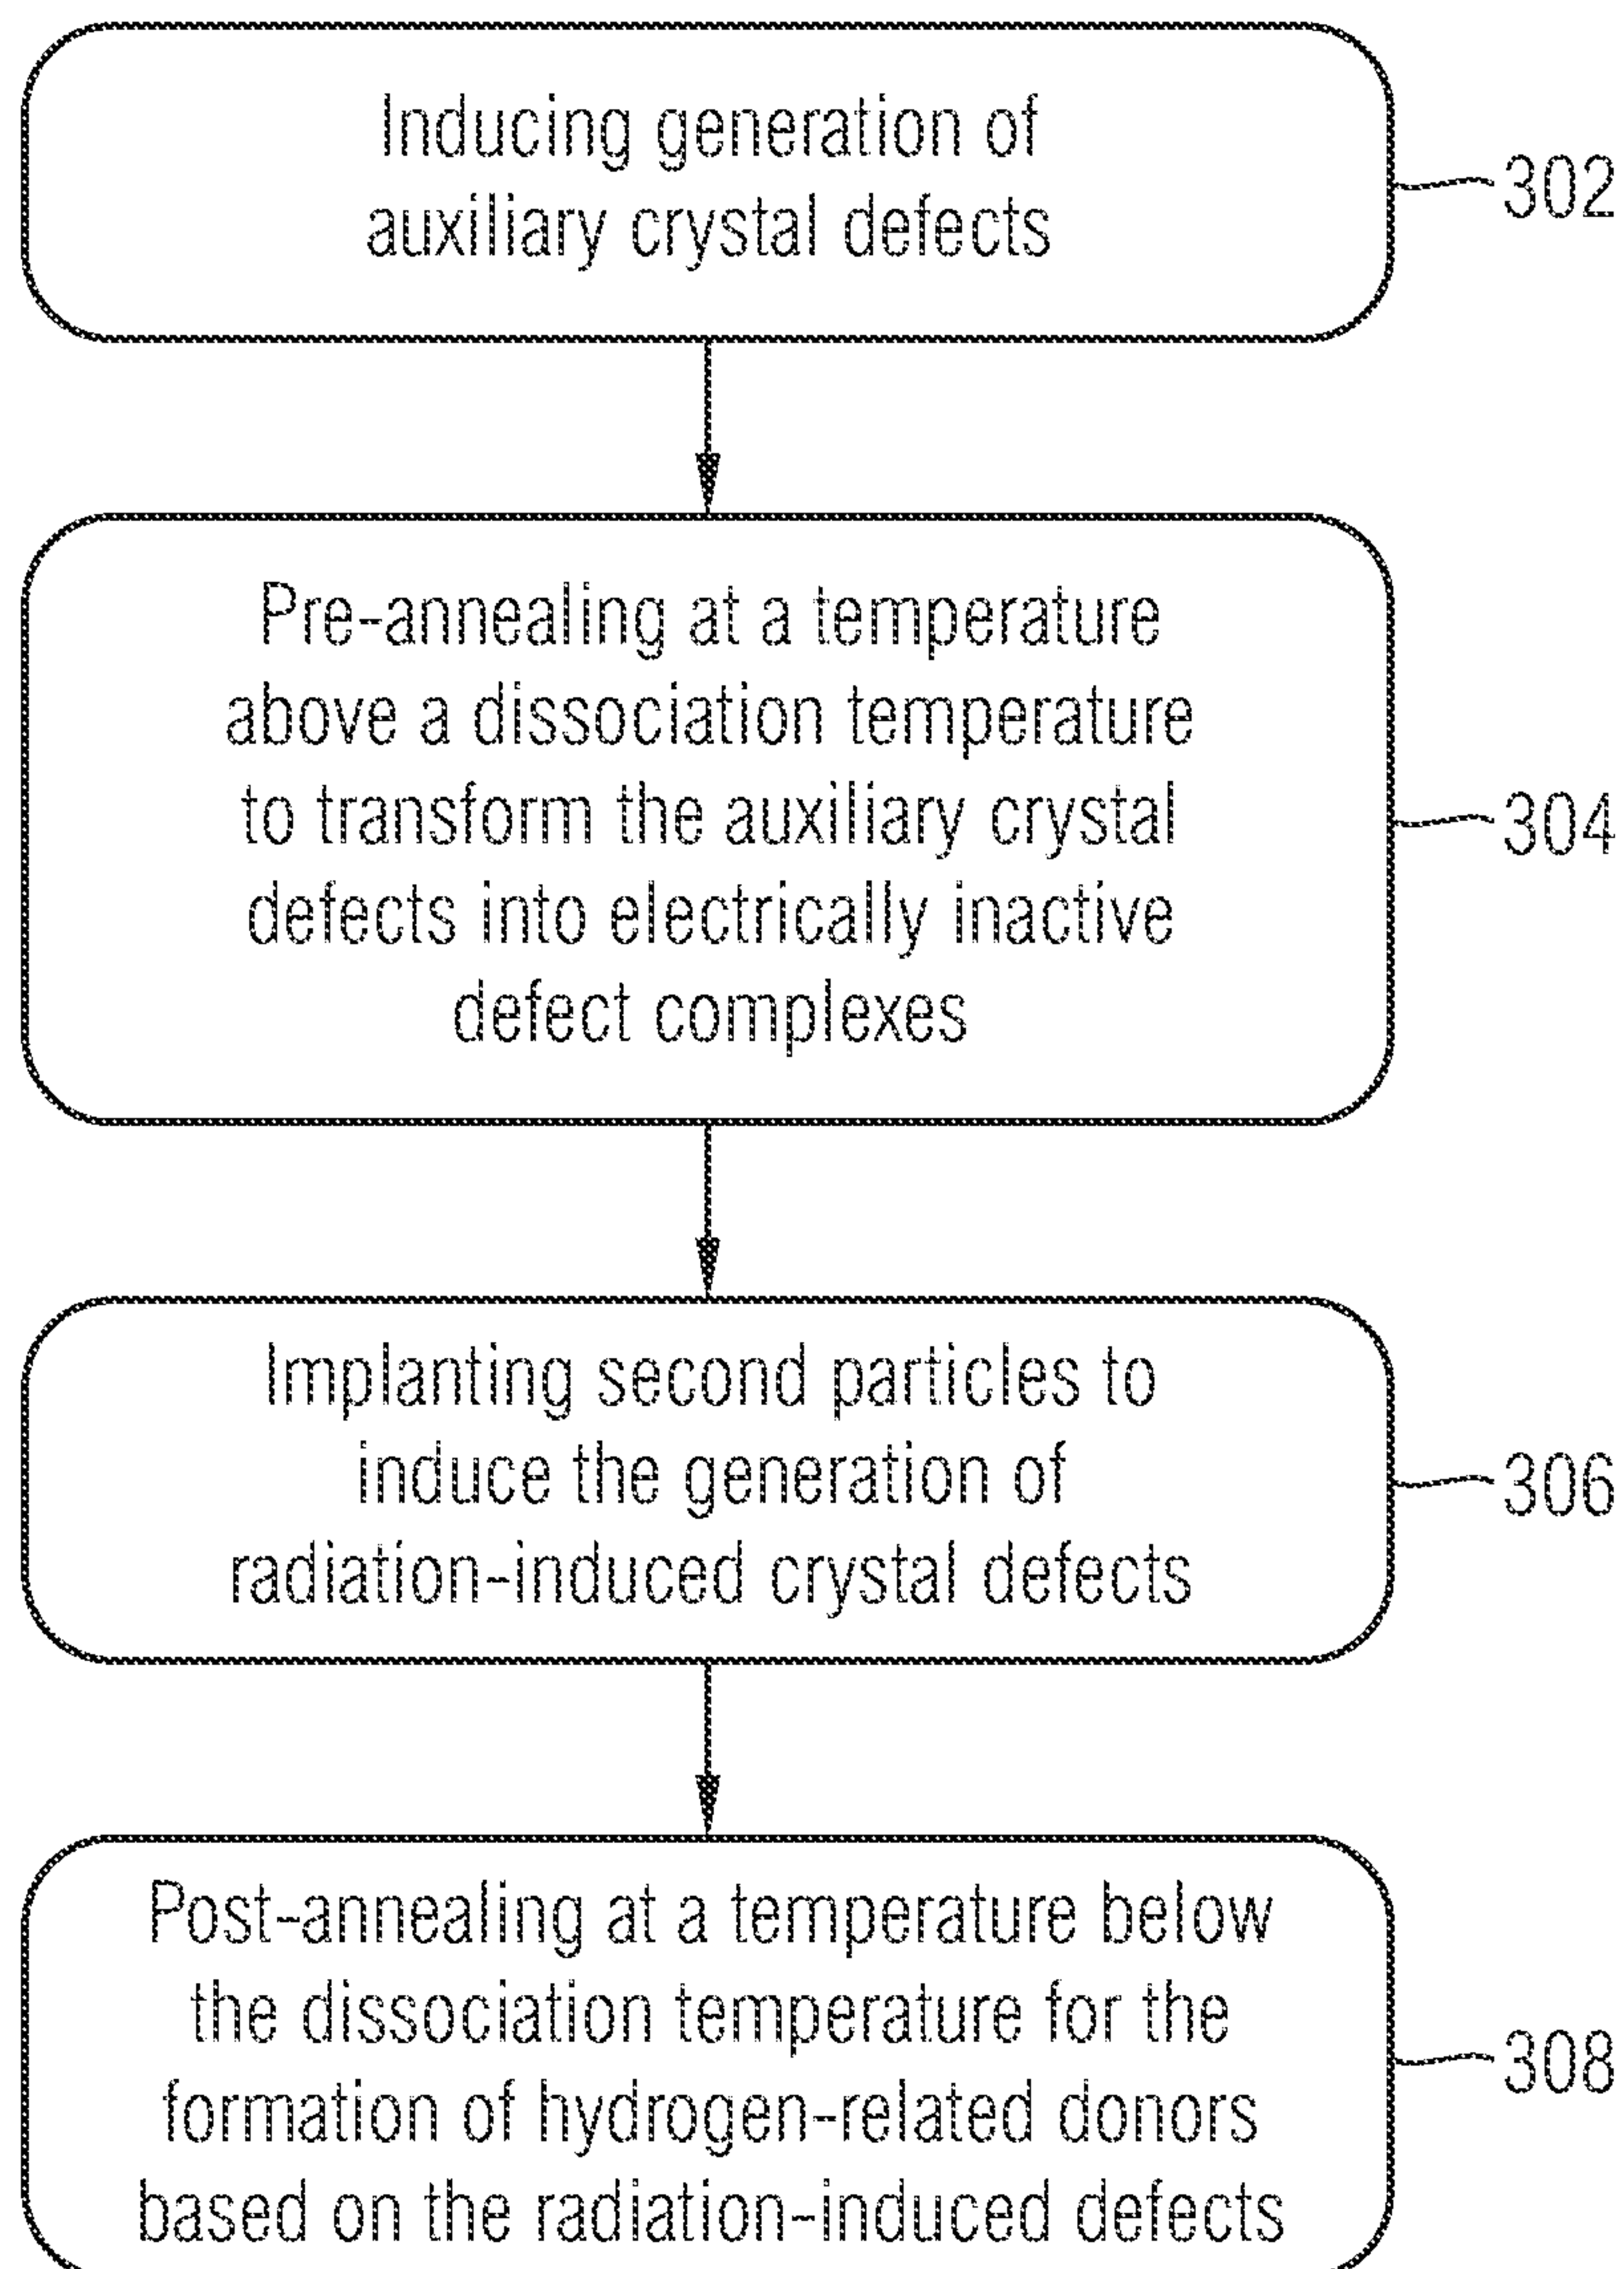 Inducing generation of
auxiliary crystal defects
302
Pre-annealing at a temperature
above a dissociation temperature
to transform the auxiliary crystal
defects into electrically inactive
defect complexes
304
Implanting second particles to
induce the generation of
radiation-induced crystal defects
306
Post-annealing at a temperature below
the dissociation temperature for the
formation of hydrogen-related donors
based on the radiation-induced defects
308